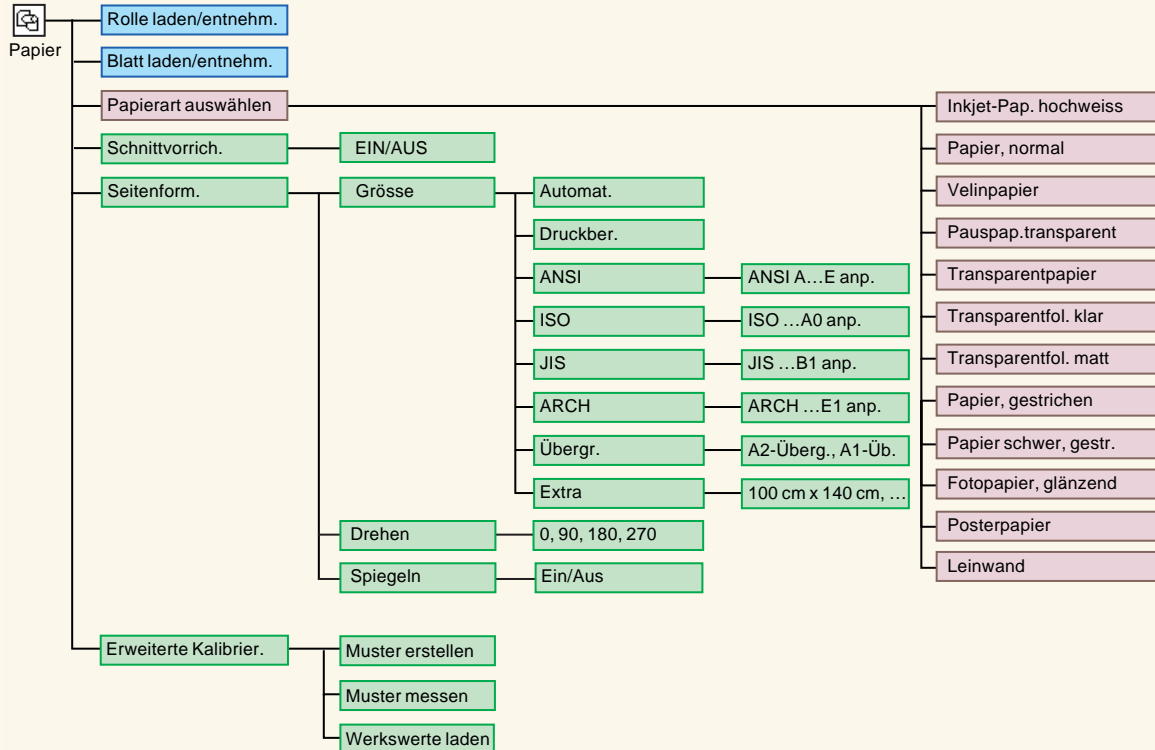 Papier
Rolle laden/entnehm.
Blatt laden/entnehm.
Papierart auswählen
Inkjet-Pap. hochweiss
Papier, normal
Velinpapier
Pauspap.transparent
Transparentpapier
Transparentfol. klar
Transparentfol. matt
Papier, gestrichen
Papier schwer, gestr.
Fotopapier, glänzend
Posterpapier
Leinwand
Schnittvorrich.
EIN/AUS
Seitenform.
Grösse
Automat.
Druckber.
ANSI
ANSI A…E anp.
ISO
ISO …A0 anp.
JIS
JIS …B1 anp.
ARCH
ARCH …E1 anp.
Übergr.
A2-Überg., A1-Üb.
Extra
100 cm x 140 cm, …
Drehen
0, 90, 180, 270
Spiegeln
Ein/Aus
Erweiterte Kalibrier.
Muster erstellen
Muster messen
Werkswerte laden